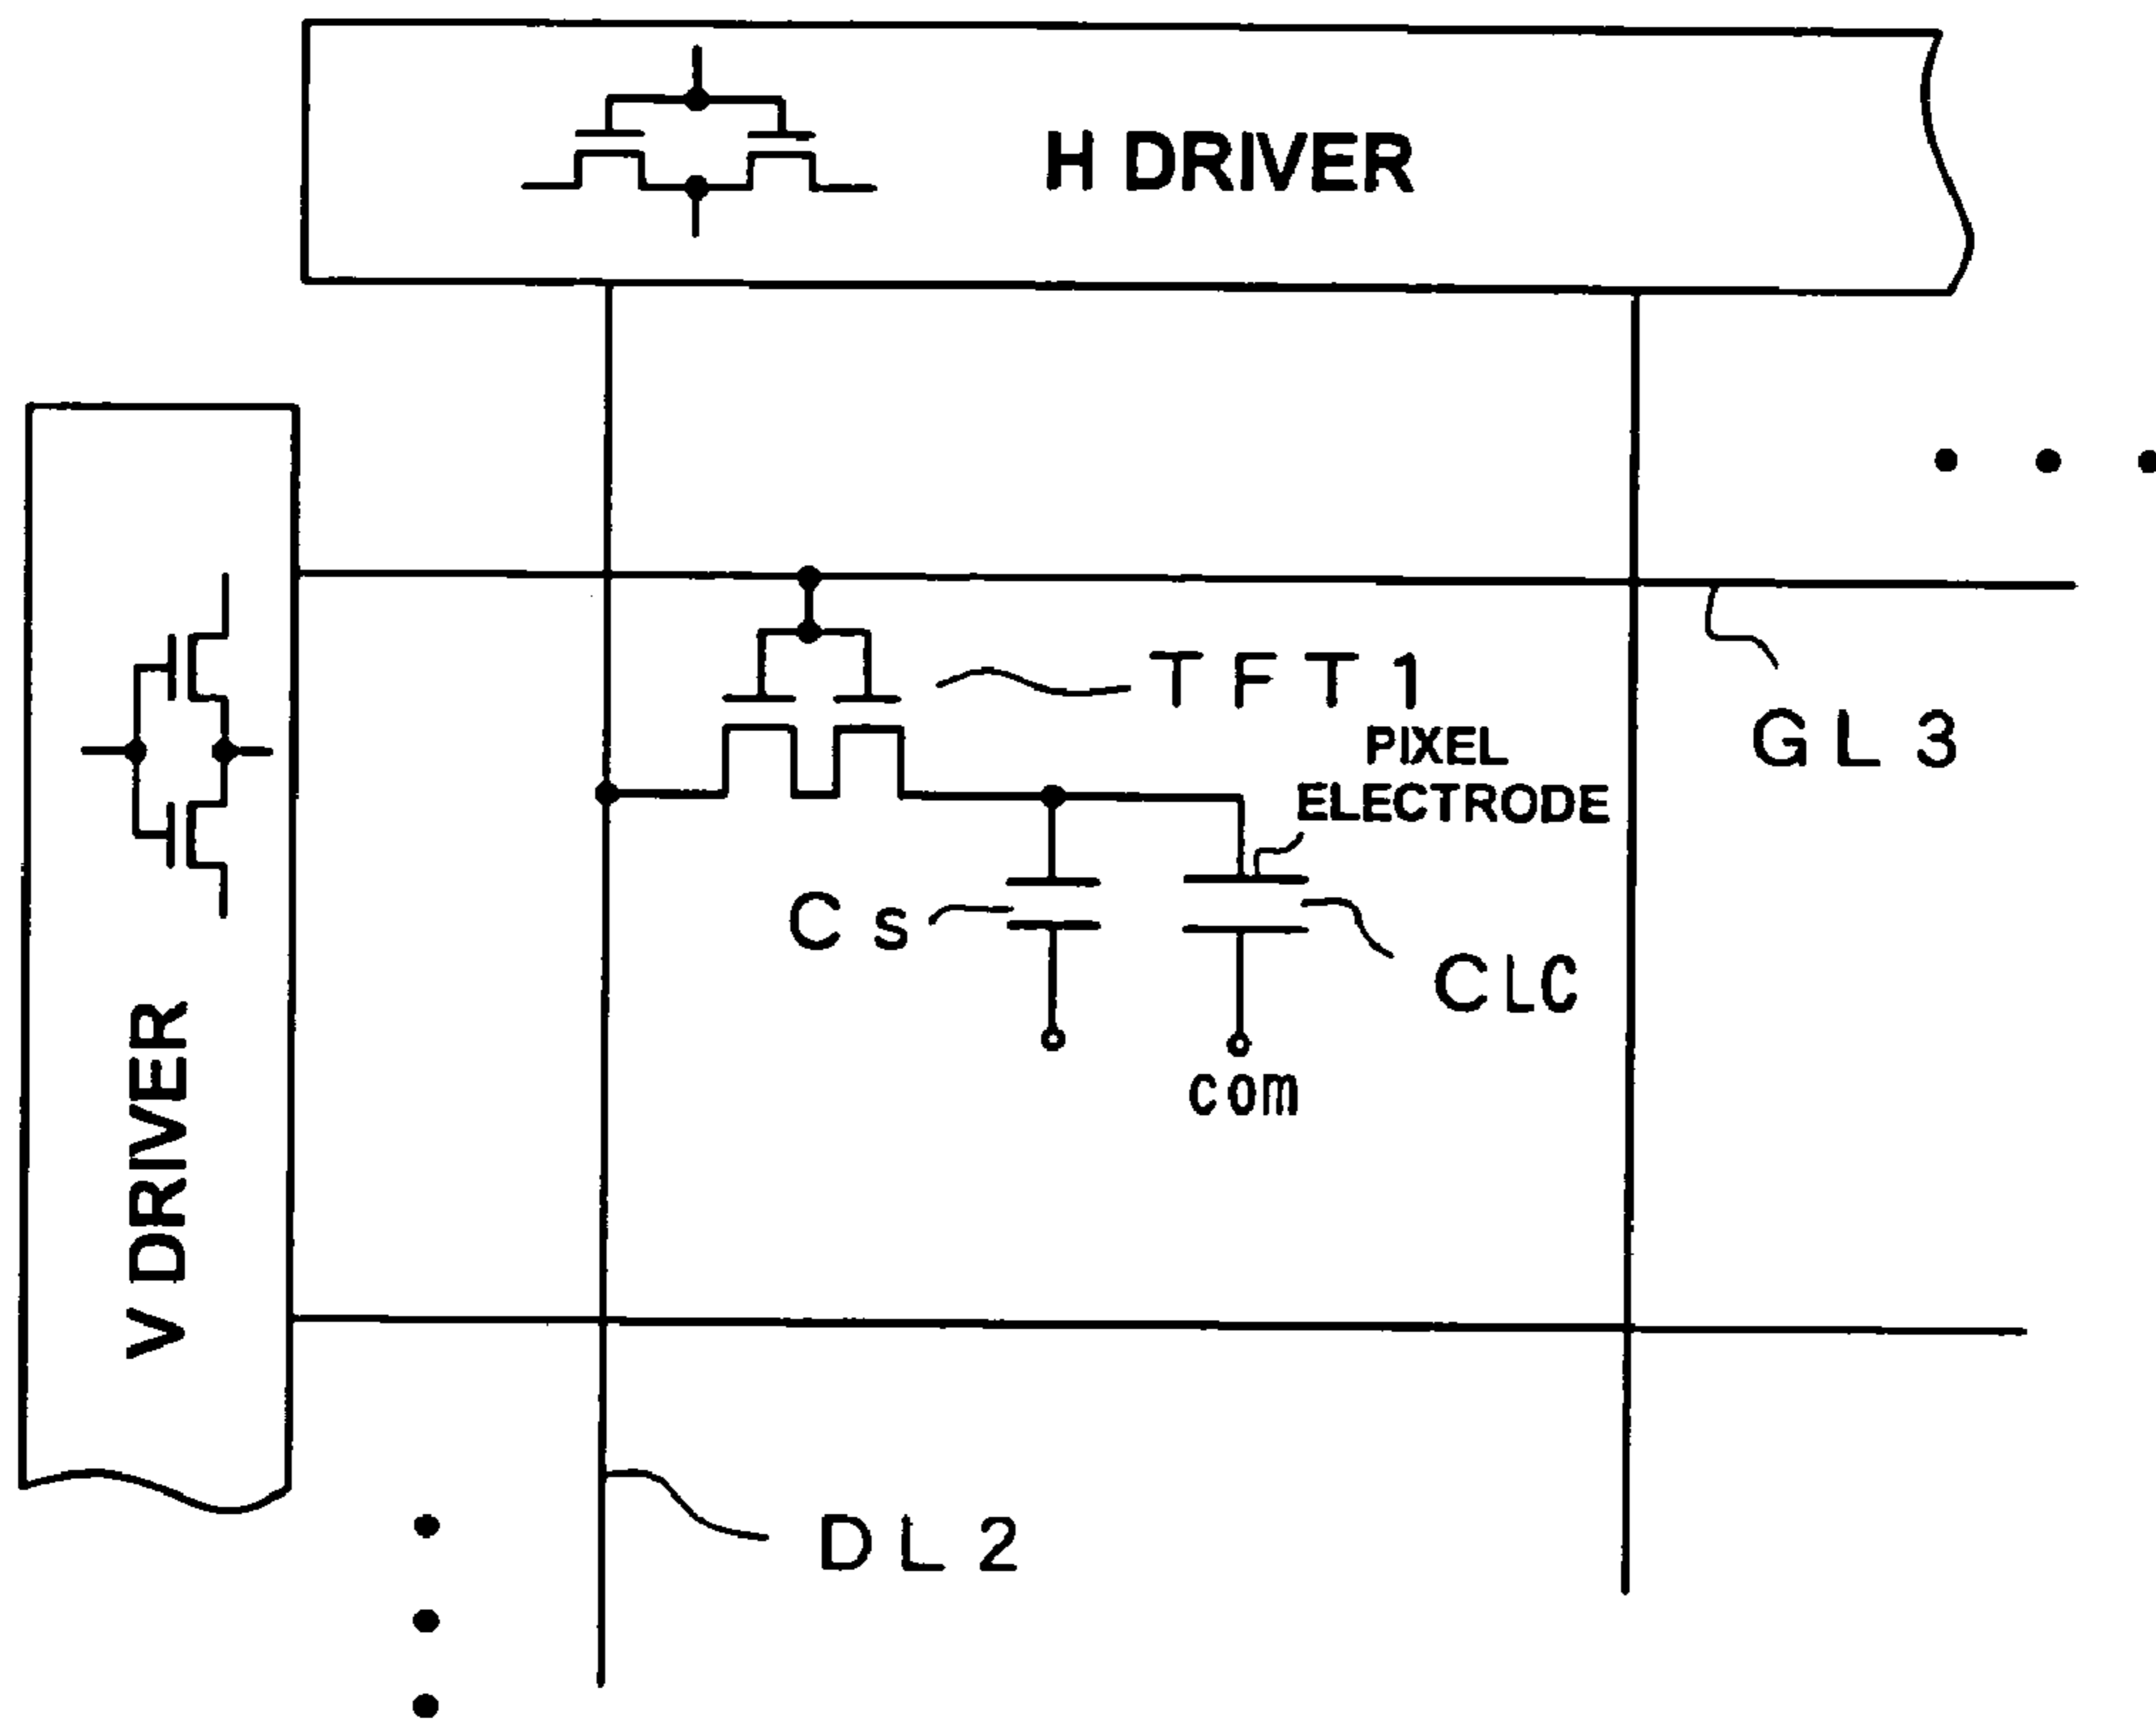 H DRIVER
TFT1
PIXEL
ELECTRODE
GL3
Cs
CLC
com
V DRIVER
DL2